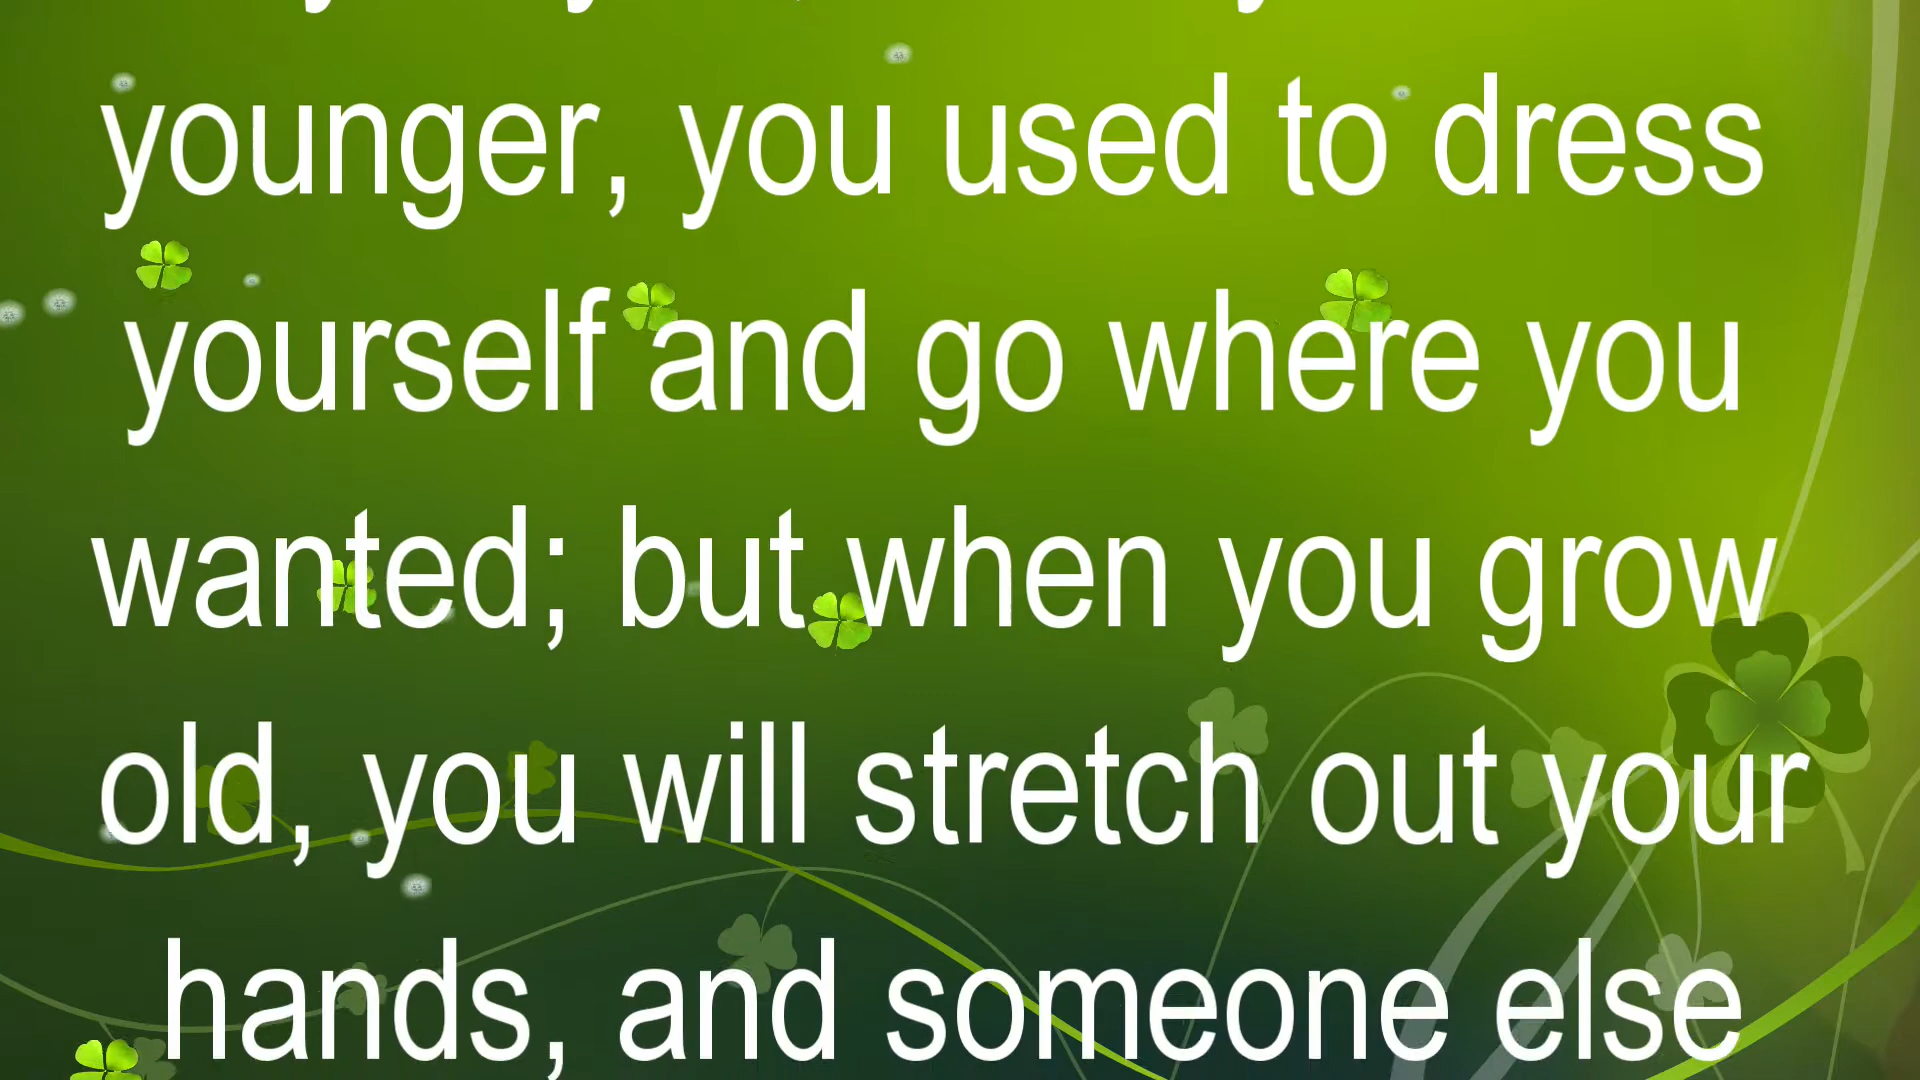 younger, you used to dress
yourself and go where you
wanted; but when you grow
old, you will stretch out your
hands, and someone else